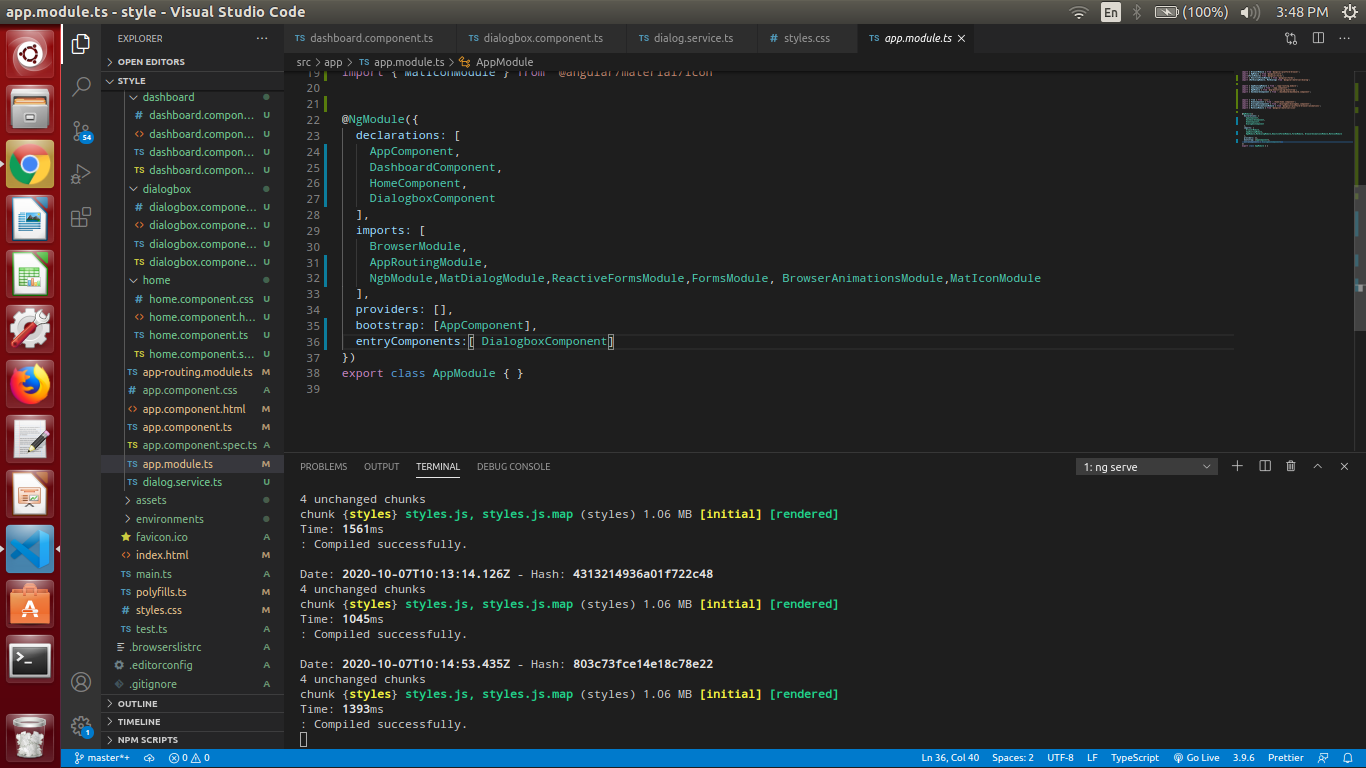 app.module.ts - style - Visual Studio Code
En
(100%)
3:48 PM
EXPLORER
OPEN EDITORS
STYLE
dashboard
# dashboard.compon... U
<> dashboard.compon... U
TS dashboard.compon... U
TS dashboard.compon... U
dialogbox
# dialogbox.compone... U
<> dialogbox.compone... U
TS dialogbox.compone... U
TS dialogbox.compone... U
home
# home.component.css U
<> home.component.h... U
TS home.component.ts U
TS home.component.s... U
TS app-routing.module.ts M
# app.component.css A
<> app.component.html M
TS app.component.ts M
TS app.component.spec.ts A
TS app.module.ts M
TS dialog.service.ts U
assets
environments
favicon.ico A
<> index.html M
TS main.ts A
TS polyfills.ts M
# styles.css M
TS test.ts A
.browserslistrc A
.editorconfig A
.gitignore A
OUTLINE
TIMELINE
NPM SCRIPTS
54
1
TS dashboard.component.ts
TS dialogbox.component.ts
TS dialog.service.ts
# styles.css
TS app.module.ts
src > app > TS app.module.ts > AppModule
19 import { MatIconModule } from '@angular/material/icon'
20
21
22 @NgModule({
23 declarations: [
24 AppComponent,
25 DashboardComponent,
26 HomeComponent,
27 DialogboxComponent
28 ],
29 imports: [
30 BrowserModule,
31 AppRoutingModule,
32 NgbModule,MatDialogModule,ReactiveFormsModule,FormsModule, BrowserAnimationsModule,MatIconModule
33 ],
34 providers: [],
35 bootstrap: [AppComponent],
36 entryComponents:[ DialogboxComponent]
37 })
38 export class AppModule { }
39
PROBLEMS OUTPUT TERMINAL DEBUG CONSOLE
1: ng serve
4 unchanged chunks
chunk {styles} styles.js, styles.js.map (styles) 1.06 MB [initial] [rendered]
Time: 1561ms
: Compiled successfully.
Date: 2020-10-07T10:13:14.126Z - Hash: 4313214936a01f722c48
4 unchanged chunks
chunk {styles} styles.js, styles.js.map (styles) 1.06 MB [initial] [rendered]
Time: 1045ms
: Compiled successfully.
Date: 2020-10-07T10:14:53.435Z - Hash: 803c73fce14e18c78e22
4 unchanged chunks
chunk {styles} styles.js, styles.js.map (styles) 1.06 MB [initial] [rendered]
Time: 1393ms
: Compiled successfully.
master*+
0 0
Ln 36, Col 40
Spaces: 2
UTF-8
LF
TypeScript
Go Live
3.9.6
Prettier